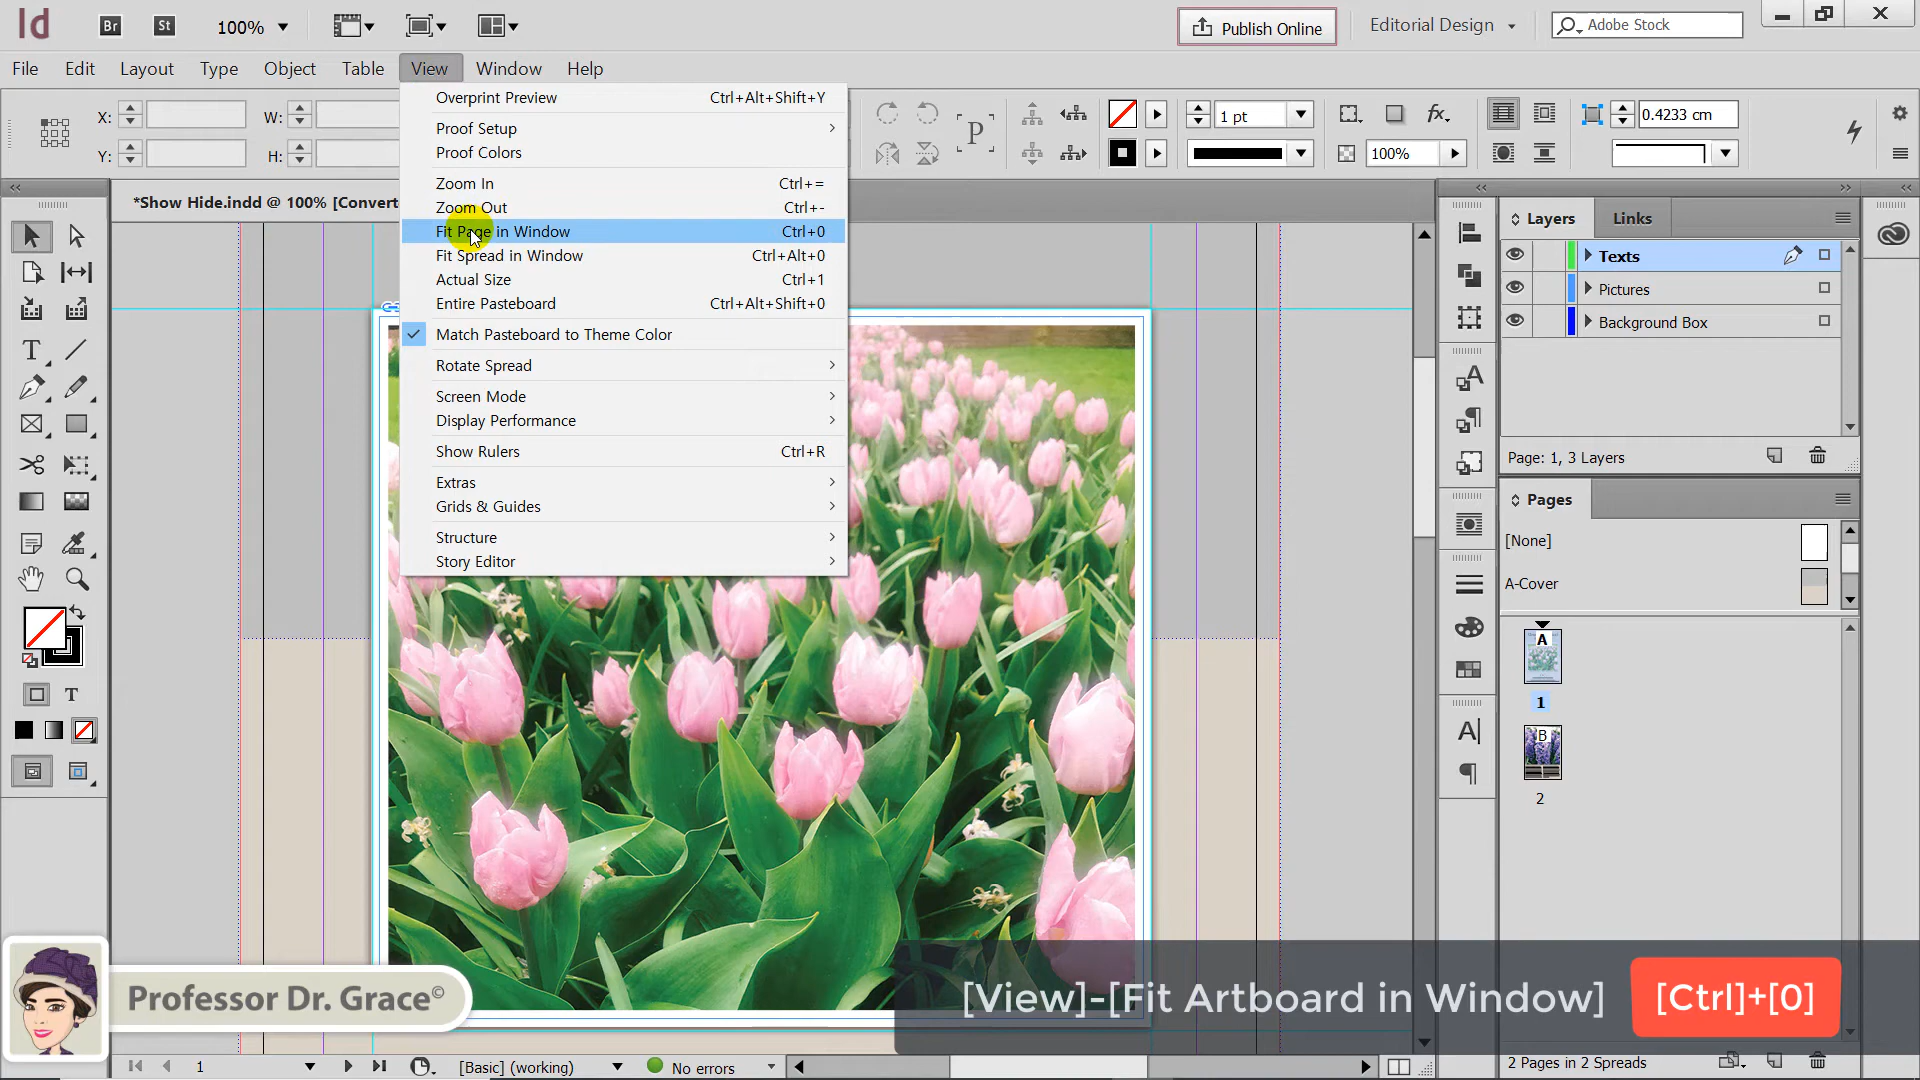 Id Br St 100% Publish Online Editorial Design Adobe Stock
File Edit Layout Type Object Table View Window Help
X: W: 1 pt fx. 0.4233 cm
Y: H: P 100%
*Show Hide.indd @ 100% [Convert
Overprint Preview Ctrl+Alt+Shift+Y
Proof Setup
Proof Colors
Zoom In Ctrl+=
Zoom Out Ctrl+-
Fit Page in Window Ctrl+0
Fit Spread in Window Ctrl+Alt+0
Actual Size Ctrl+1
Entire Pasteboard Ctrl+Alt+Shift+0
Match Pasteboard to Theme Color
Rotate Spread
Screen Mode
Display Performance
Show Rulers Ctrl+R
Extras
Grids & Guides
Structure
Story Editor
Layers Links
Texts
Pictures
Background Box
Page: 1, 3 Layers
Pages
[None]
A-Cover
A
1
B
2
Professor Dr. Grace©
[View]-[Fit Artboard in Window] [Ctrl]+[0]
1 [Basic] (working) No errors 2 Pages in 2 Spreads